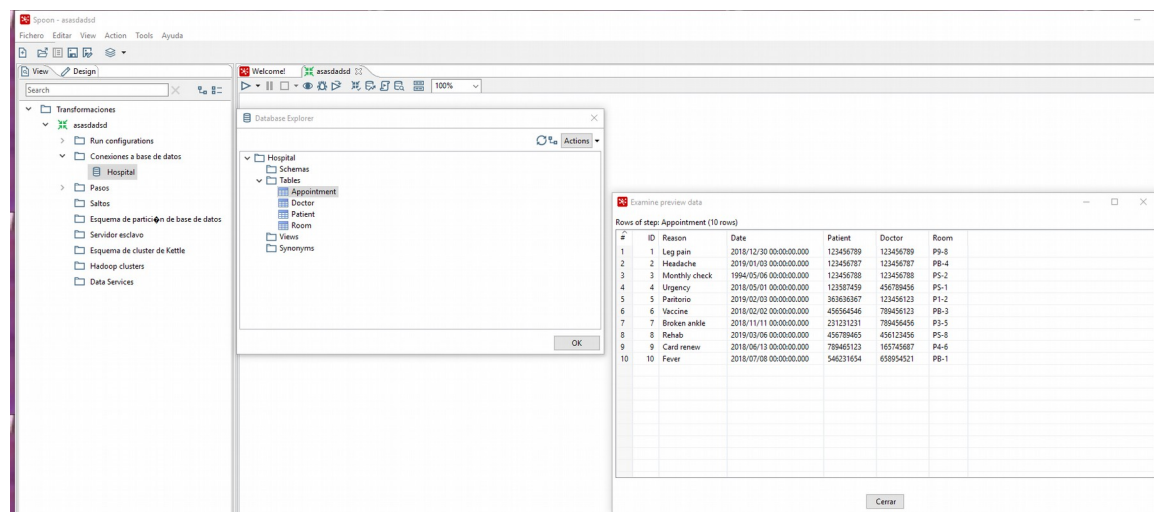 Spoon - asasdadsd
Fichero Editar View Action Tools Ayuda
View Design
Search
Transformaciones
asasdadsd
Run configurations
Conexiones a base de datos
Hospital
Pasos
Saltos
Esquema de partici�n de base de datos
Servidor esclavo
Esquema de cluster de Kettle
Hadoop clusters
Data Services
Welcome! asasdadsd
100%
Database Explorer
Actions
Hospital
Schemas
Tables
Appointment
Doctor
Patient
Room
Views
Synonyms
OK
Examine preview data
Rows of step: Appointment (10 rows)
# ID Reason Date Patient Doctor Room
1 1 Leg pain 2018/12/30 00:00:00.000 123456789 123456789 P9-8
2 2 Headache 2019/01/03 00:00:00.000 123456787 123456787 PB-4
3 3 Monthly check 1994/05/06 00:00:00.000 123456788 123456788 PS-2
4 4 Urgency 2018/05/01 00:00:00.000 123587459 456789456 PS-1
5 5 Paritorio 2019/02/03 00:00:00.000 363636367 123456123 P1-2
6 6 Vaccine 2018/02/02 00:00:00.000 456564546 789456123 PB-3
7 7 Broken ankle 2018/11/11 00:00:00.000 231231231 789456456 P3-5
8 8 Rehab 2019/03/06 00:00:00.000 456789465 456123456 PS-8
9 9 Card renew 2018/06/13 00:00:00.000 789465123 165745687 P4-6
10 10 Fever 2018/07/08 00:00:00.000 546231654 658954521 PB-1
Cerrar